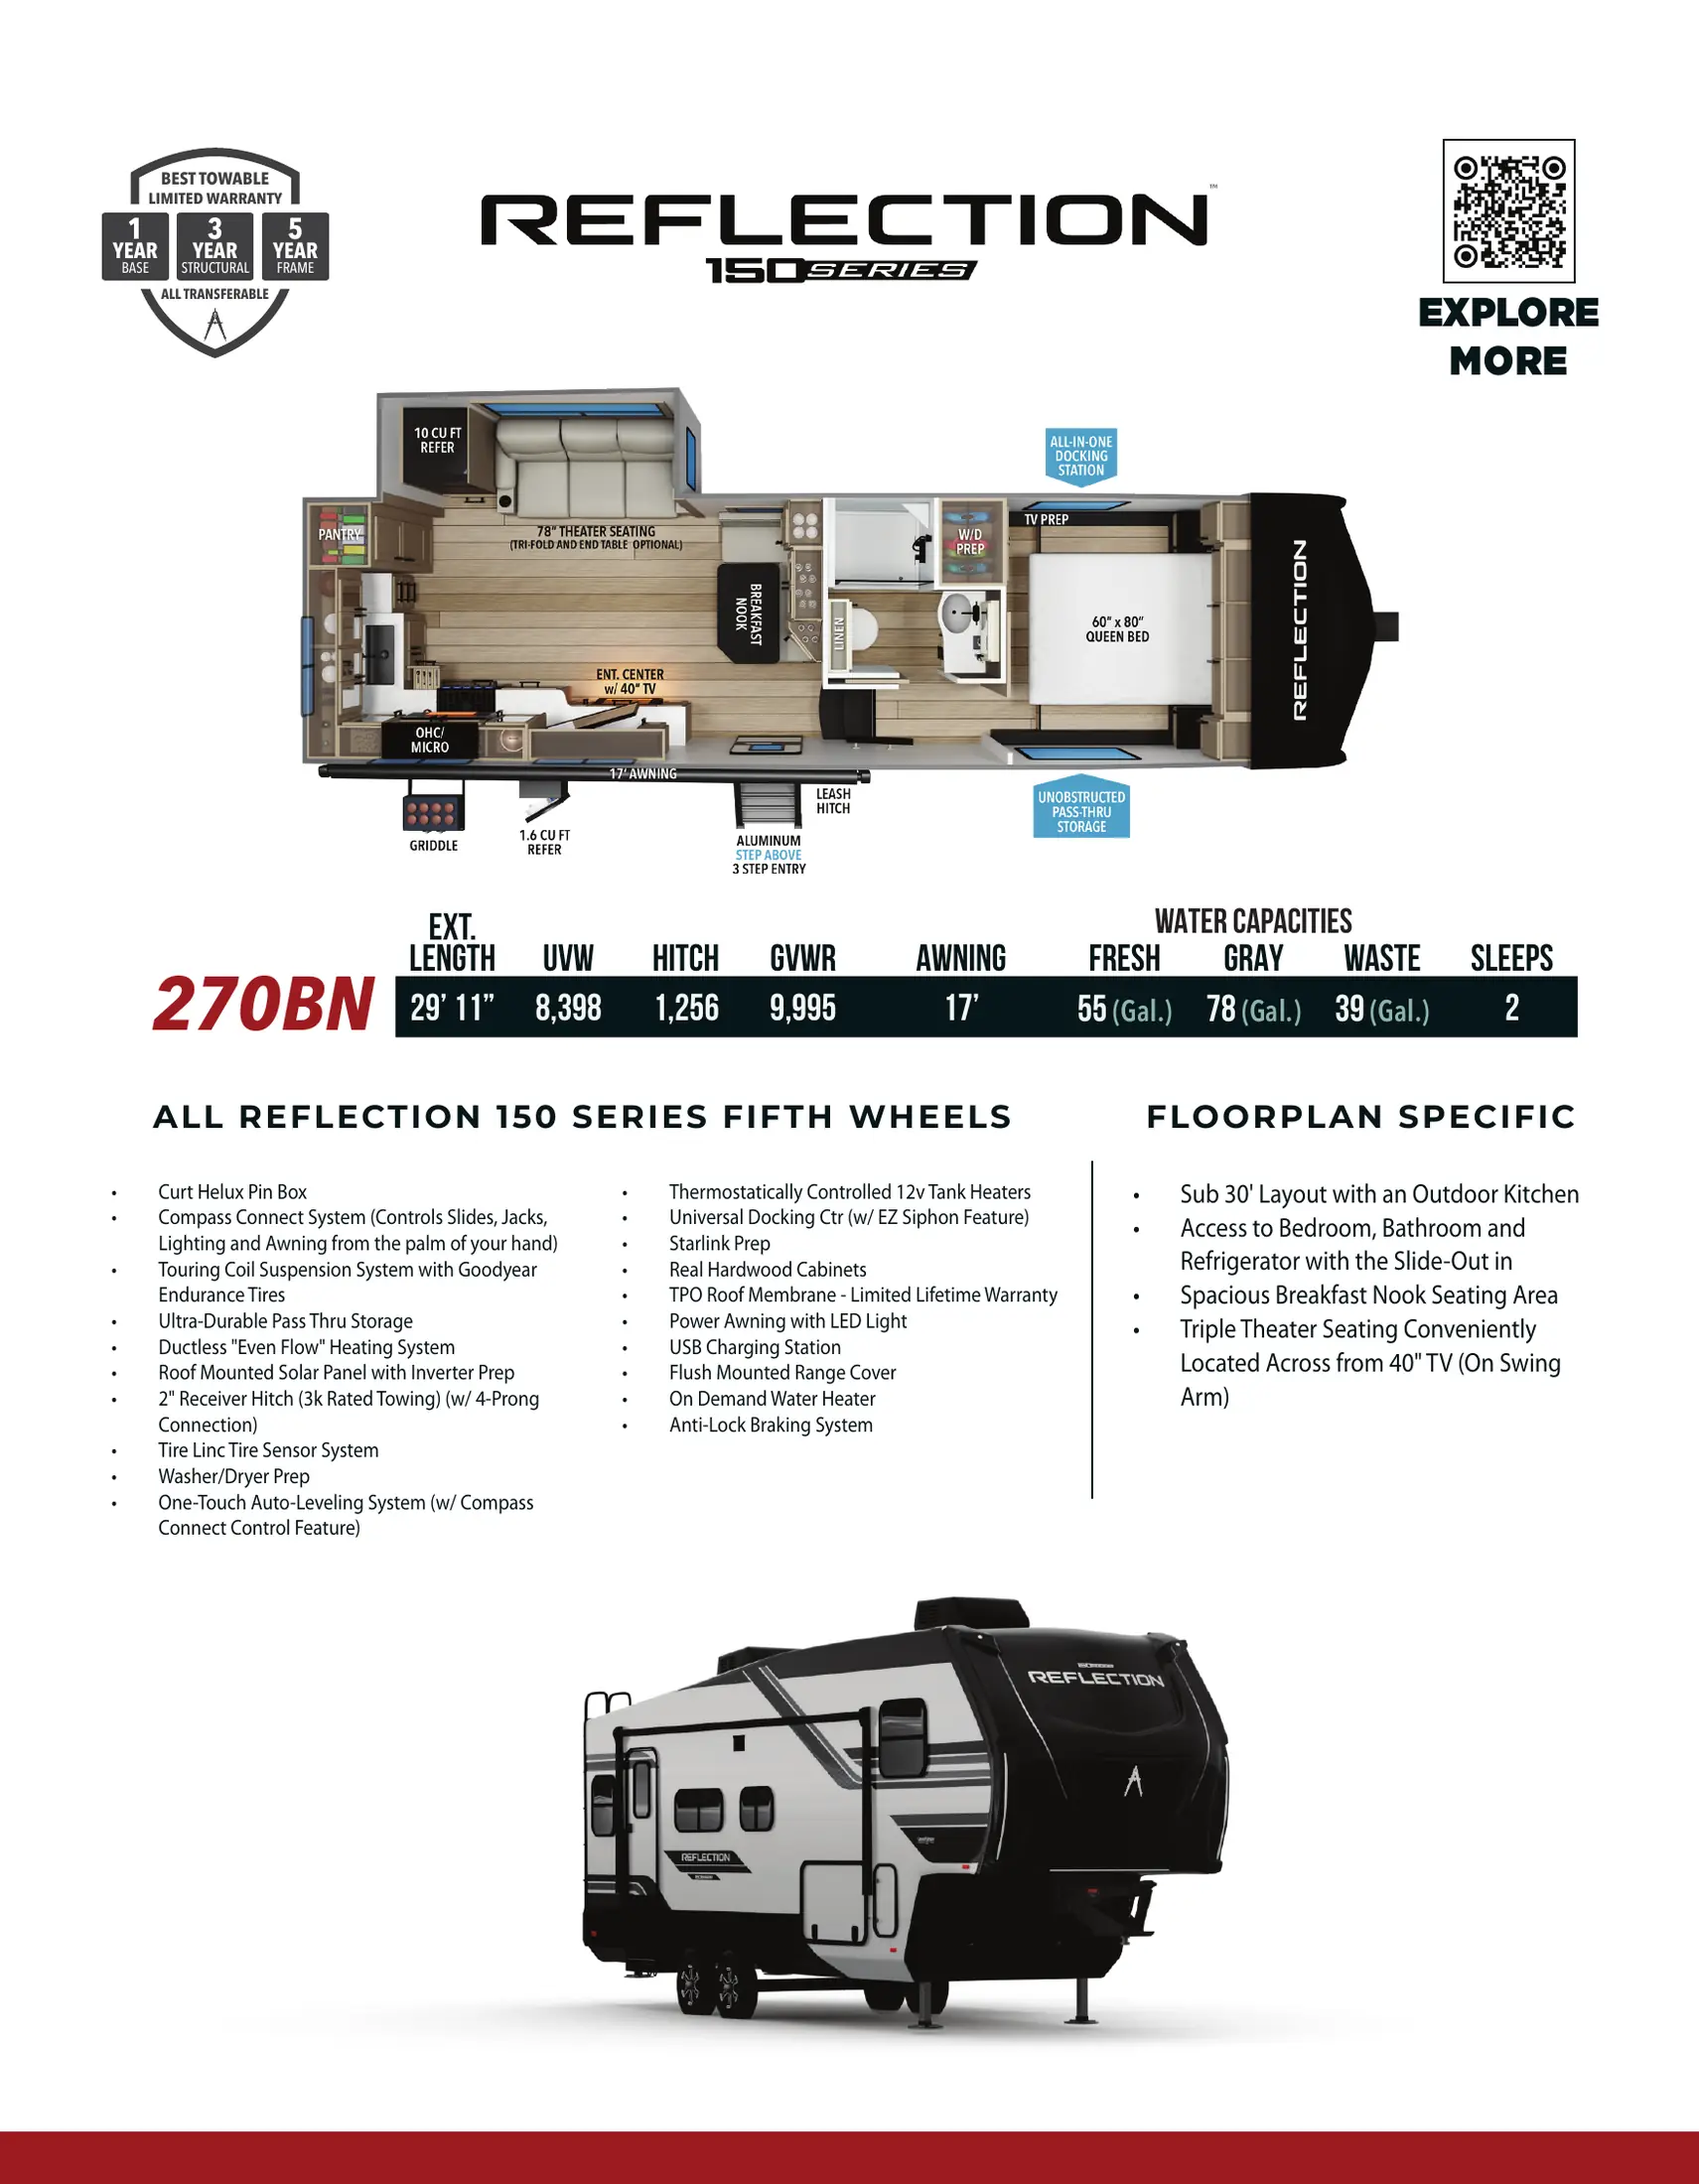 BEST TOWABLE
LIMITED WARRANTY
1 YEAR BASE
3 YEAR STRUCTURAL
5 YEAR FRAME
ALL TRANSFERABLE
REFLECTION™
150 SERIES
EXPLORE
MORE
10 CU FT
REFER
PANTRY
78" THEATER SEATING
(TRI-FOLD AND END TABLE OPTIONAL)
BREAKFAST
NOOK
ENT. CENTER
w/ 40" TV
OHC/
MICRO
LINEN
W/D
PREP
TV PREP
ALL-IN-ONE
DOCKING
STATION
60" x 80"
QUEEN BED
REFLECTION
17' AWNING
GRIDDLE
1.6 CU FT
REFER
ALUMINUM
STEP ABOVE
3 STEP ENTRY
LEASH
HITCH
UNOBSTRUCTED
PASS-THRU
STORAGE
WATER CAPACITIES
EXT. LENGTH UVW HITCH GVWR AWNING FRESH GRAY WASTE SLEEPS
270BN 29' 11" 8,398 1,256 9,995 17' 55 (Gal.) 78 (Gal.) 39 (Gal.) 2
ALL REFLECTION 150 SERIES FIFTH WHEELS
• Curt Helux Pin Box
• Compass Connect System (Controls Slides, Jacks,
Lighting and Awning from the palm of your hand)
• Touring Coil Suspension System with Goodyear
Endurance Tires
• Ultra-Durable Pass Thru Storage
• Ductless "Even Flow" Heating System
• Roof Mounted Solar Panel with Inverter Prep
• 2" Receiver Hitch (3k Rated Towing) (w/ 4-Prong
Connection)
• Tire Linc Tire Sensor System
• Washer/Dryer Prep
• One-Touch Auto-Leveling System (w/ Compass
Connect Control Feature)
• Thermostatically Controlled 12v Tank Heaters
• Universal Docking Ctr (w/ EZ Siphon Feature)
• Starlink Prep
• Real Hardwood Cabinets
• TPO Roof Membrane - Limited Lifetime Warranty
• Power Awning with LED Light
• USB Charging Station
• Flush Mounted Range Cover
• On Demand Water Heater
• Anti-Lock Braking System
FLOORPLAN SPECIFIC
• Sub 30' Layout with an Outdoor Kitchen
• Access to Bedroom, Bathroom and
Refrigerator with the Slide-Out in
• Spacious Breakfast Nook Seating Area
• Triple Theater Seating Conveniently
Located Across from 40" TV (On Swing
Arm)
REFLECTION
REFLECTION